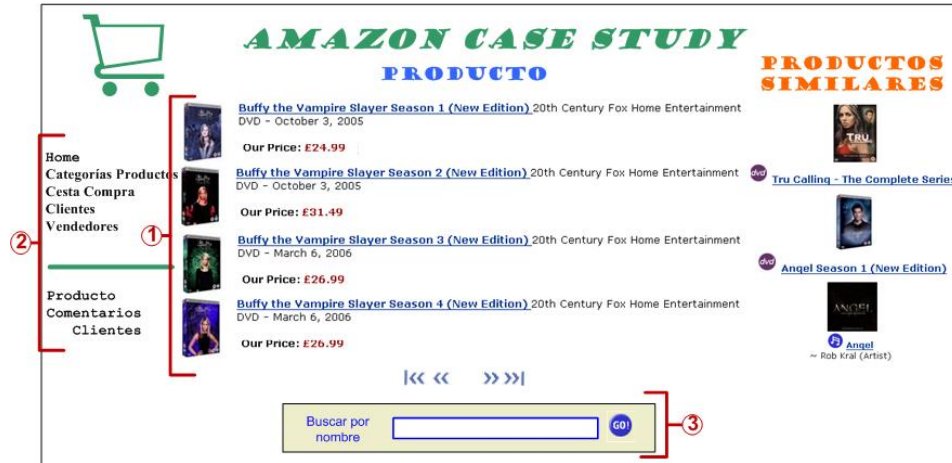 AMAZON CASE STUDY
PRODUCTO
PRODUCTOS
SIMILARES
Home
Categorías Productos
Cesta Compra
Clientes
Vendedores
Producto
Comentarios
Clientes
2
1
Buffy the Vampire Slayer Season 1 (New Edition) 20th Century Fox Home Entertainment
DVD - October 3, 2005
Our Price: £24.99
Buffy the Vampire Slayer Season 2 (New Edition) 20th Century Fox Home Entertainment
DVD - October 3, 2005
Our Price: £31.49
Buffy the Vampire Slayer Season 3 (New Edition) 20th Century Fox Home Entertainment
DVD - March 6, 2006
Our Price: £26.99
Buffy the Vampire Slayer Season 4 (New Edition) 20th Century Fox Home Entertainment
DVD - March 6, 2006
Our Price: £26.99
TRU
dvd Tru Calling - The Complete Series
dvd Angel Season 1 (New Edition)
ANGEL
Angel
~ Rob Kral (Artist)
Buscar por
nombre
GO!
3